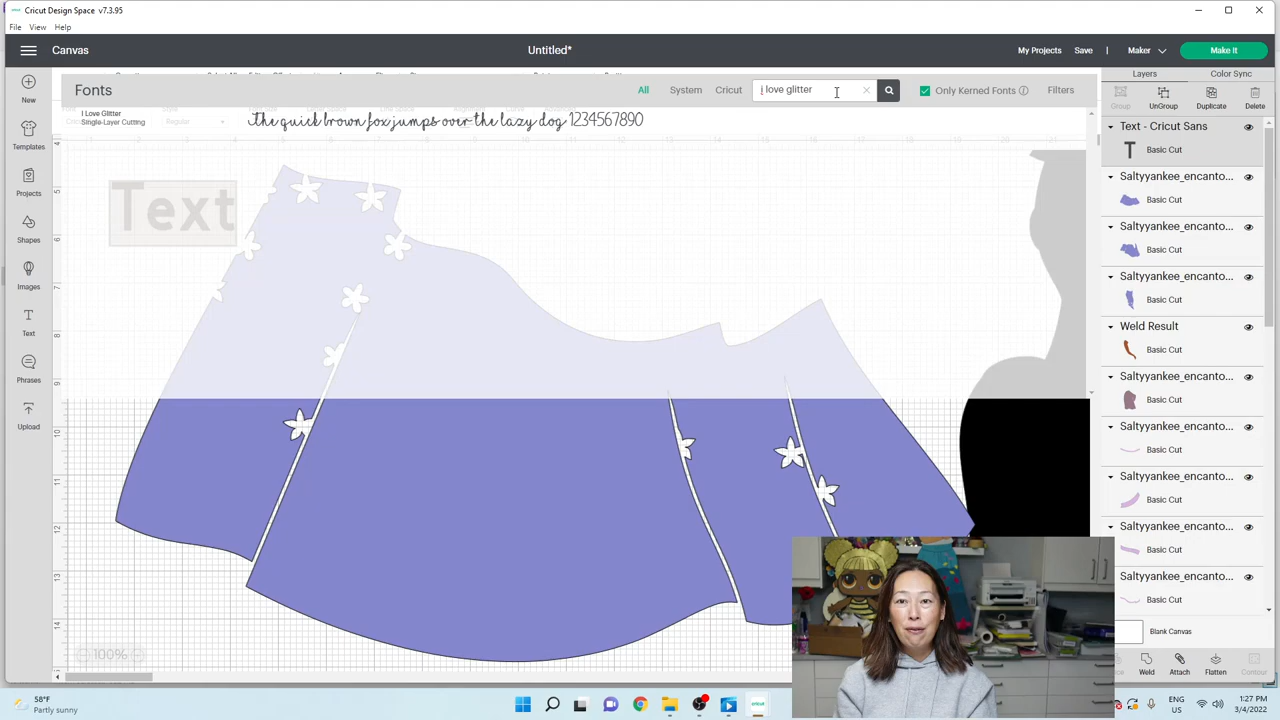 Cricut Design Space v7.3.95
File View Help
Canvas
Untitled*
My Projects Save | Maker Make It
Fonts
All System Cricut
i love glitter
Only Kerned Fonts
Filters
I Love Glitter
Single-Layer Cutting
The quick brown fox jumps over the lazy dog 1234567890
Text
100%
New
Templates
Projects
Shapes
Images
Text
Phrases
Upload
Layers Color Sync
Group UnGroup Duplicate Delete
Text - Cricut Sans
Basic Cut
Saltyyankee_encanto...
Basic Cut
Saltyyankee_encanto...
Basic Cut
Saltyyankee_encanto...
Basic Cut
Weld Result
Basic Cut
Saltyyankee_encanto...
Basic Cut
Saltyyankee_encanto...
Basic Cut
Saltyyankee_encanto...
Basic Cut
Saltyyankee_encanto...
Basic Cut
Saltyyankee_encanto...
Basic Cut
Blank Canvas
Weld Attach Flatten Contour
58°F
Partly sunny
ENG
US
1:27 PM
3/4/2022